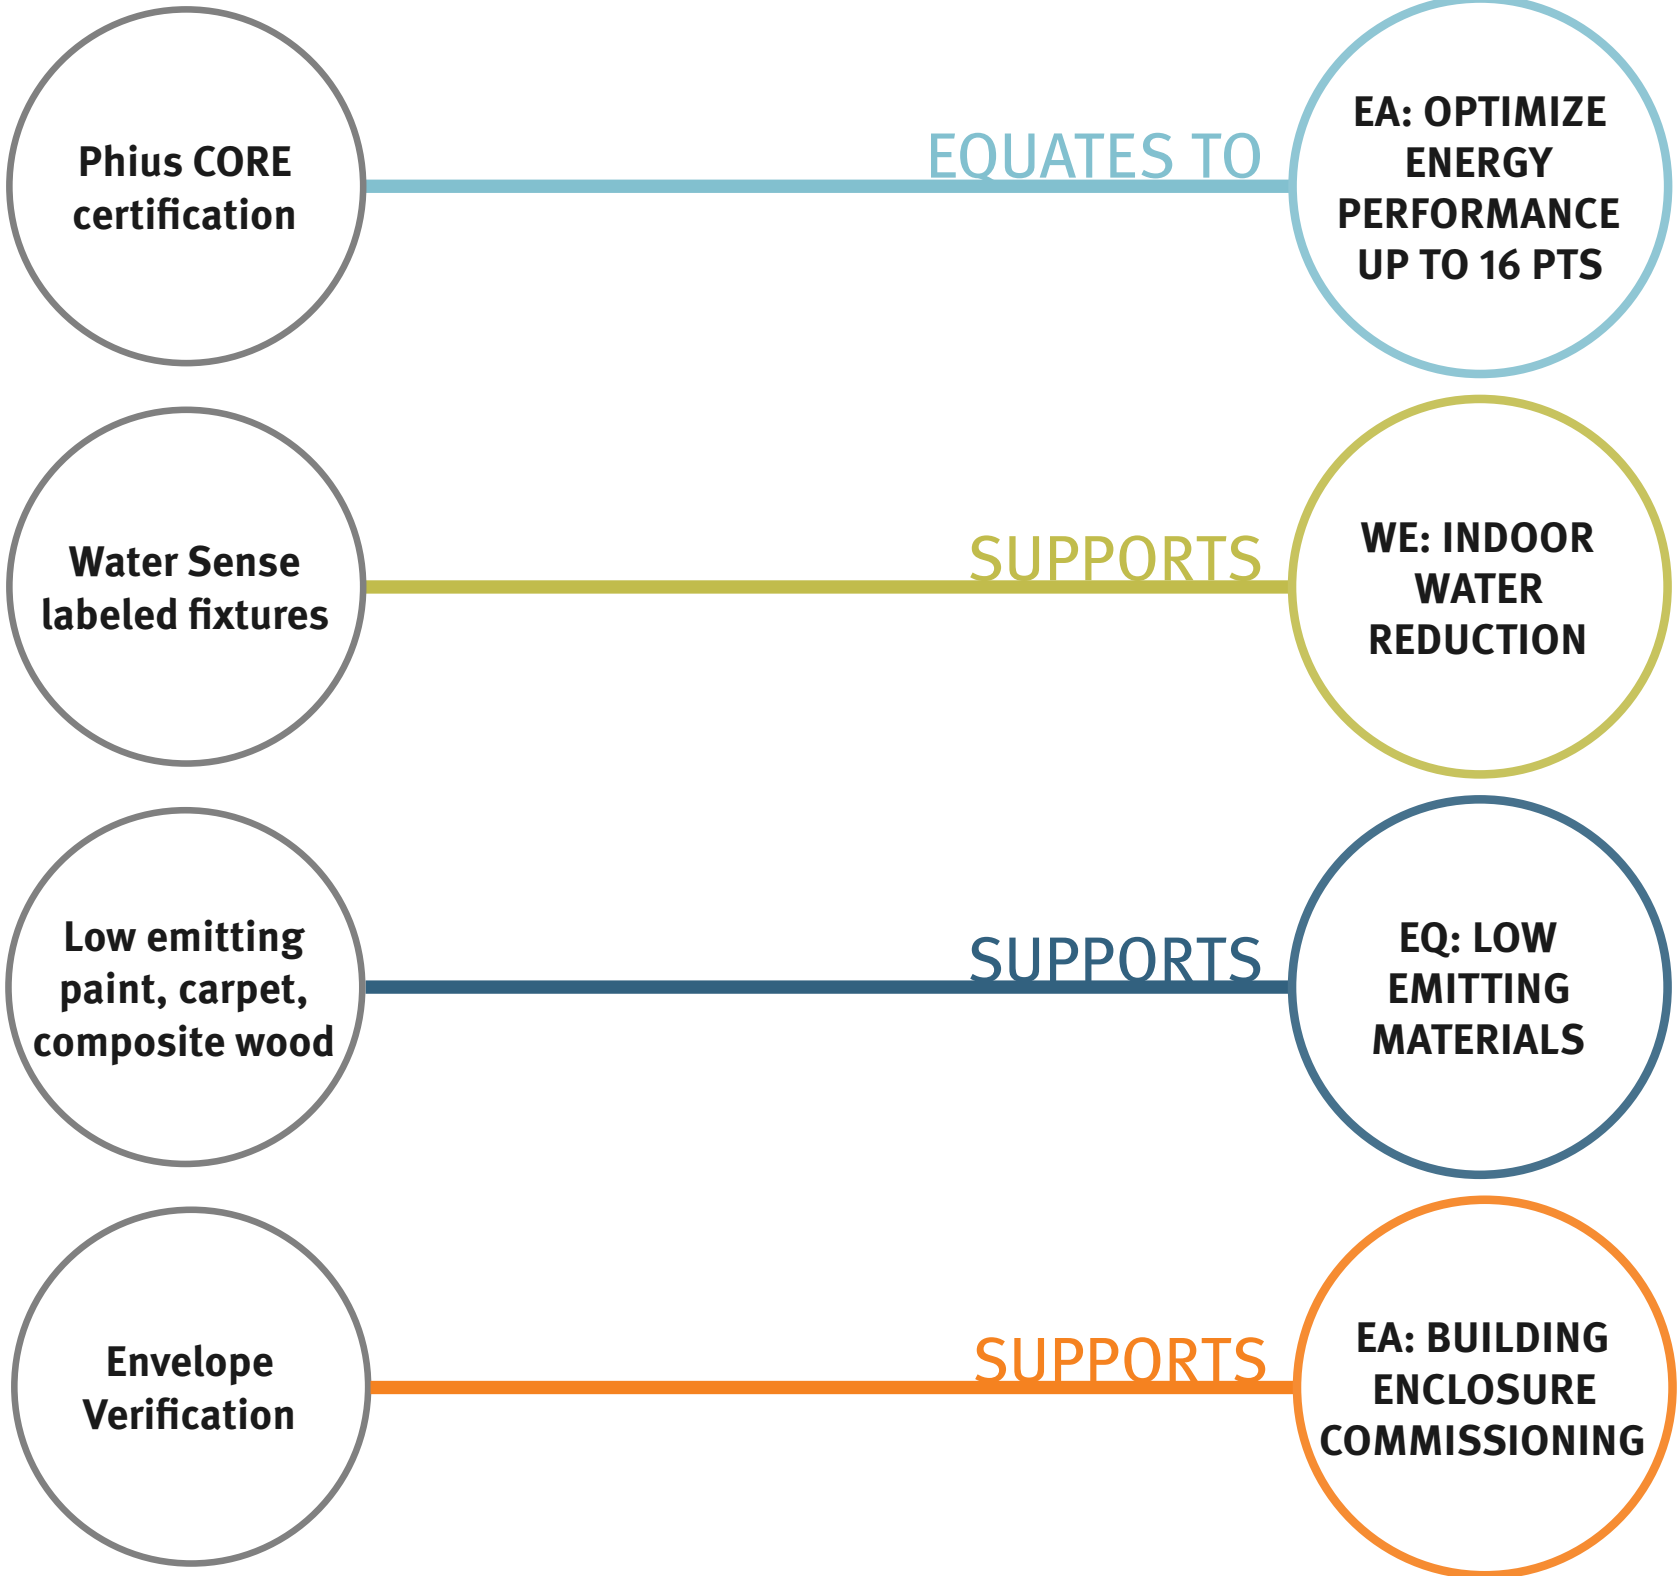 Phius CORE
certification
EQUATES TO
EA: OPTIMIZE
ENERGY
PERFORMANCE
UP TO 16 PTS
Water Sense
labeled fixtures
SUPPORTS
WE: INDOOR
WATER
REDUCTION
Low emitting
paint, carpet,
composite wood
SUPPORTS
EQ: LOW
EMITTING
MATERIALS
Envelope
Verification
SUPPORTS
EA: BUILDING
ENCLOSURE
COMMISSIONING